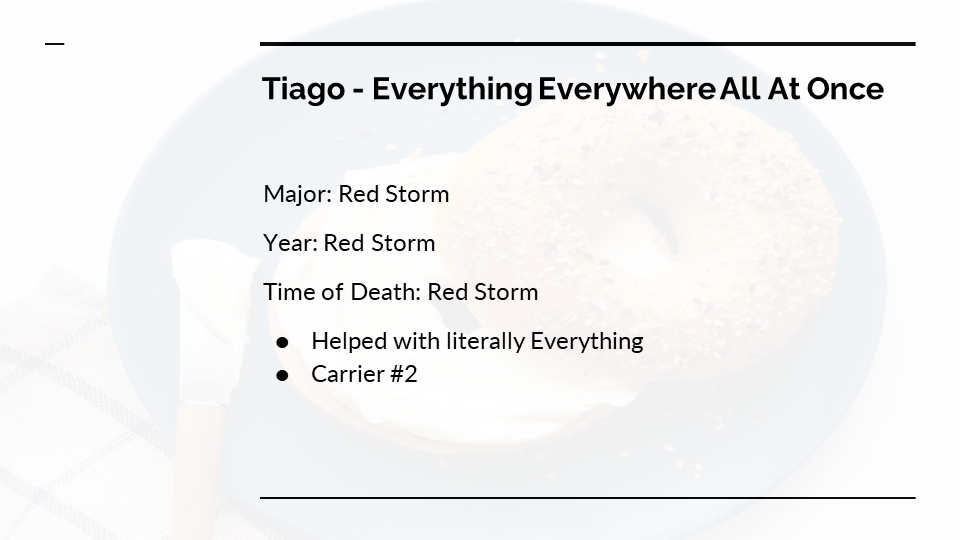 Tiago - Everything Everywhere All At Once
Major: Red Storm
Year: Red Storm
Time of Death: Red Storm
● Helped with literally Everything
● Carrier #2